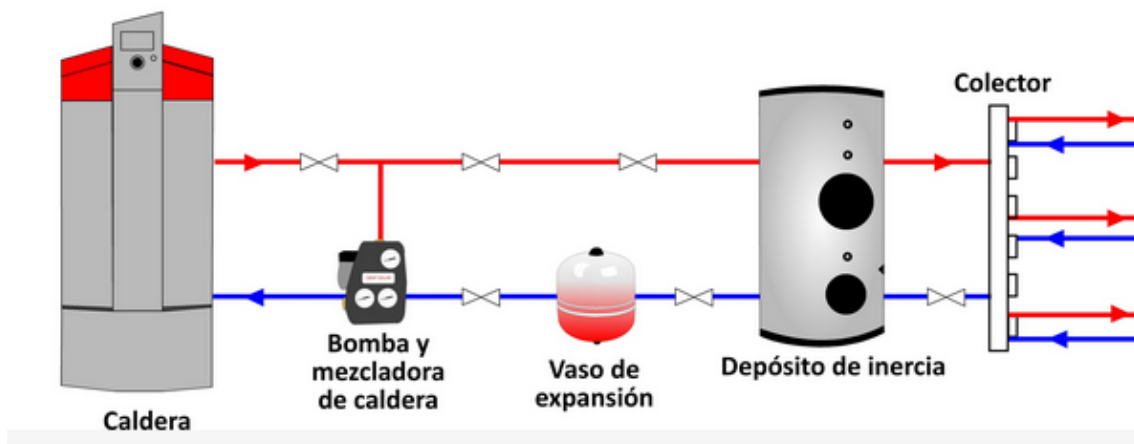 Colector
Bomba y
mezcladora
de caldera
Vaso de
expansión
Depósito de inercia
Caldera